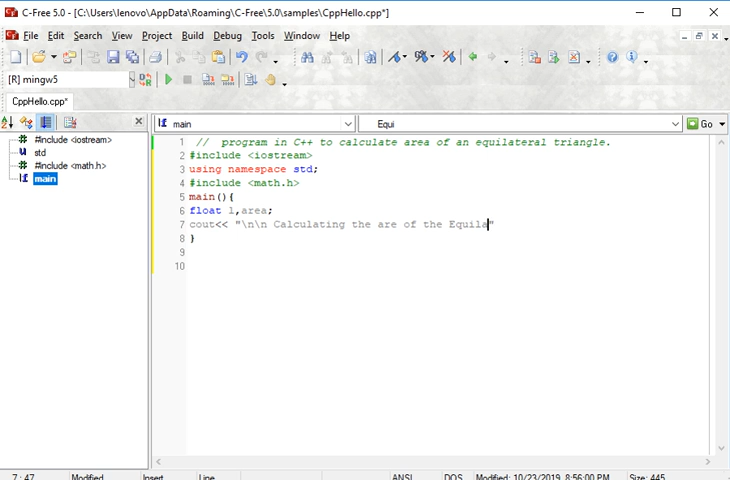 C-Free 5.0 - [C:\Users\lenovo\AppData\Roaming\C-Free\5.0\samples\CppHello.cpp*]
File Edit Search View Project Build Debug Tools Window Help
[R] mingw5
CppHello.cpp*
main Equi Go
#include <iostream>
std
#include <math.h>
main
1 // program in C++ to calculate area of an equilateral triangle.
2 #include <iostream>
3 using namespace std;
4 #include <math.h>
5 main(){
6 float l,area;
7 cout<< "\n\n Calculating the are of the Equila"
8 }
9
10
7 : 47 Modified Insert Line ANSI DOS Modified: 10/23/2019, 8:56:00 PM Size: 445